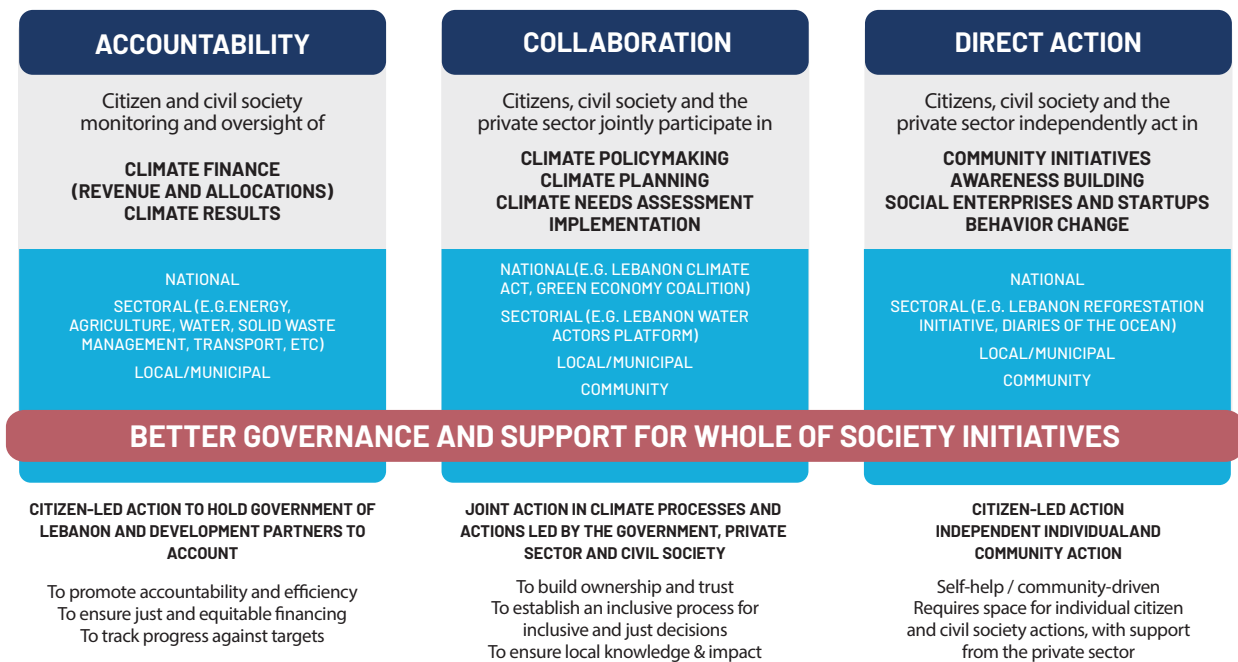 ACCOUNTABILITY
Citizen and civil society
monitoring and oversight of
CLIMATE FINANCE
(REVENUE AND ALLOCATIONS)
CLIMATE RESULTS
NATIONAL
SECTORAL (E.G.ENERGY,
AGRICULTURE, WATER, SOLID WASTE
MANAGEMENT, TRANSPORT, ETC)
LOCAL/MUNICIPAL
COLLABORATION
Citizens, civil society and the
private sector jointly participate in
CLIMATE POLICYMAKING
CLIMATE PLANNING
CLIMATE NEEDS ASSESSMENT
IMPLEMENTATION
NATIONAL(E.G. LEBANON CLIMATE
ACT, GREEN ECONOMY COALITION)
SECTORIAL (E.G. LEBANON WATER
ACTORS PLATFORM)
LOCAL/MUNICIPAL
COMMUNITY
DIRECT ACTION
Citizens, civil society and the
private sector independently act in
COMMUNITY INITIATIVES
AWARENESS BUILDING
SOCIAL ENTERPRISES AND STARTUPS
BEHAVIOR CHANGE
NATIONAL
SECTORAL (E.G. LEBANON REFORESTATION
INITIATIVE, DIARIES OF THE OCEAN)
LOCAL/MUNICIPAL
COMMUNITY
BETTER GOVERNANCE AND SUPPORT FOR WHOLE OF SOCIETY INITIATIVES
CITIZEN-LED ACTION TO HOLD GOVERNMENT OF
LEBANON AND DEVELOPMENT PARTNERS TO
ACCOUNT
To promote accountability and efficiency
To ensure just and equitable financing
To track progress against targets
JOINT ACTION IN CLIMATE PROCESSES AND
ACTIONS LED BY THE GOVERNMENT, PRIVATE
SECTOR AND CIVIL SOCIETY
To build ownership and trust
To establish an inclusive process for
inclusive and just decisions
To ensure local knowledge & impact
CITIZEN-LED ACTION
INDEPENDENT INDIVIDUALAND
COMMUNITY ACTION
Self-help / community-driven
Requires space for individual citizen
and civil society actions, with support
from the private sector